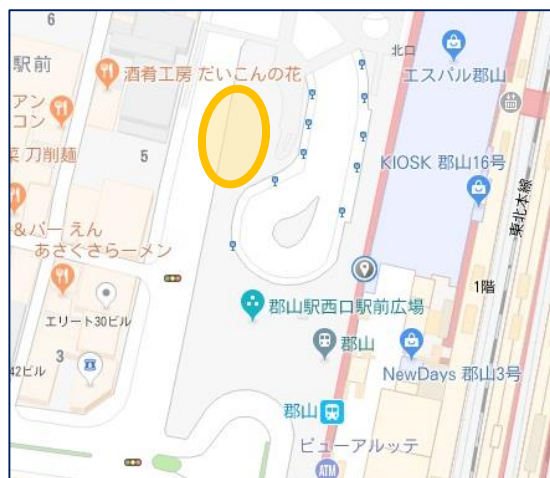 6
北口
駅前
酒肴工房 だいこんの花
エスパル郡山
アン
コン
5
KIOSK 郡山16号
菜 刀削麺
東北本線
&バー えん
あさくさらーめん
1階
エリート30ビル
郡山駅西口駅前広場
3
郡山
42ビル
NewDays 郡山3号
郡山
ビューアルッテ
ATM